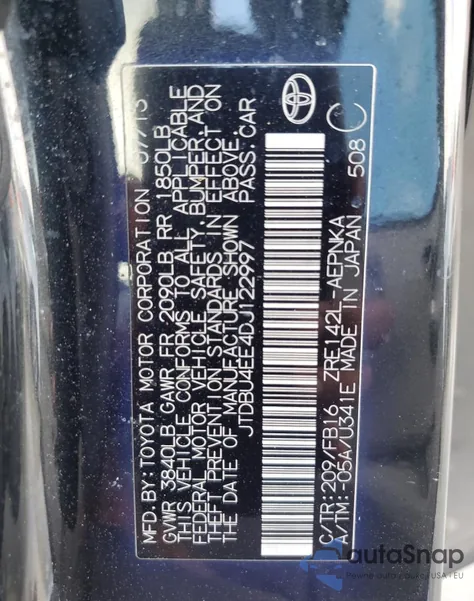 MFD.BY:TOYOTA MOTOR CORPORATION 07/13
GVWR 3840LB GAWR FR 2090LB RR 1850LB
THIS VEHICLE CONFORMS TO ALL APPLICABLE
FEDERAL MOTOR VEHICLE SAFETY,BUMPER,AND
THEFT PREVENTION STANDARDS IN EFFECT ON
THE DATE OF MANUFACTURE SHOWN ABOVE.
JTDBU4EE4DJ122997 PASS.CAR
C/TR:209/FB16 ZRE142L-AEPNKA
A/TM:-05A/U341E MADE IN JAPAN 508 C
autoSnap
USA • EU